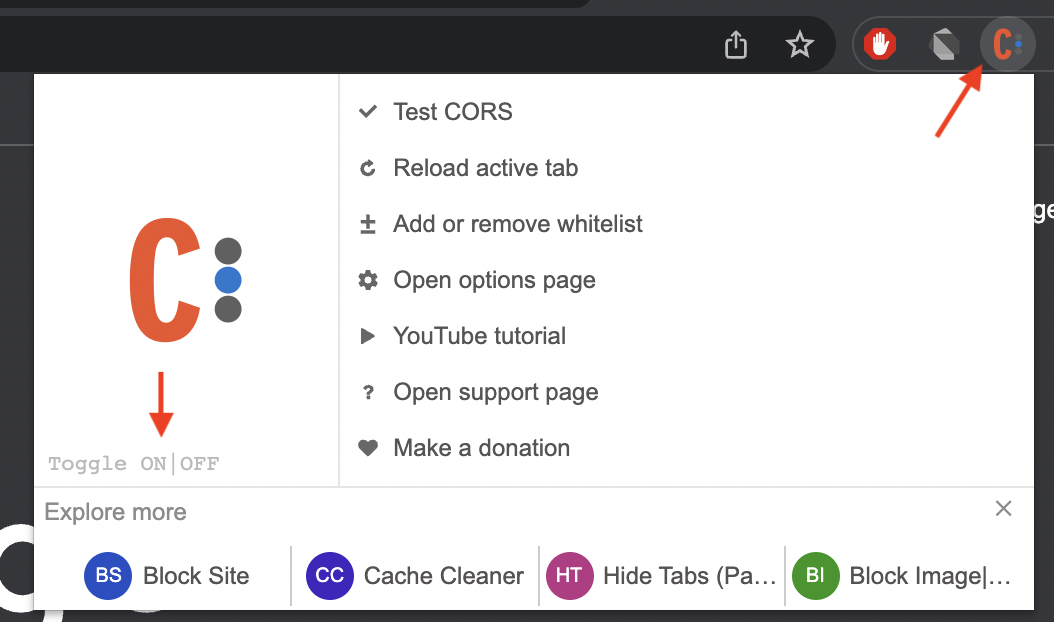 C
ge
Test CORS
Reload active tab
Add or remove whitelist
Open options page
YouTube tutorial
? Open support page
Make a donation
C
Toggle ON|OFF
Explore more
BS Block Site
CC Cache Cleaner
HT Hide Tabs (Pa...
BI Block Image|...